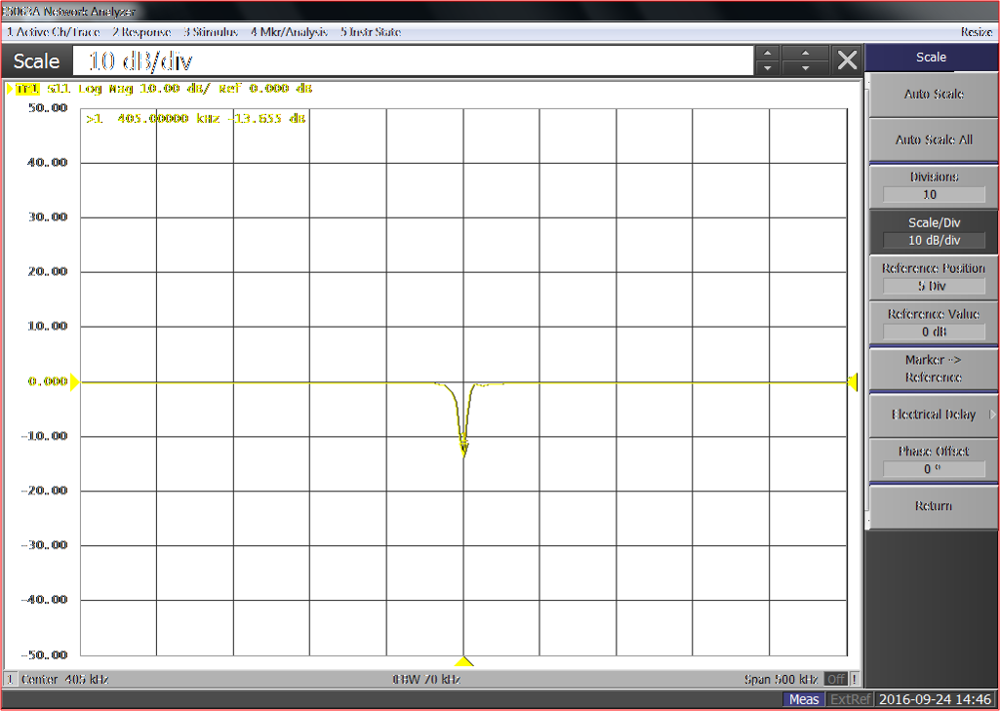 E5063A Network Analyzer
1 Active Ch/Trace 2 Response 3 Stimulus 4 Mkr/Analysis 5 Instr State
Resize
Scale 10 dB/div
Scale
Tr1 S11 Log Mag 10.00 dB/ Ref 0.000 dB
>1 405.00000 kHz -13.655 dB
50.00
40.00
30.00
20.00
10.00
0.000
-10.00
-20.00
-30.00
-40.00
-50.00
Auto Scale
Auto Scale All
Divisions
10
Scale/Div
10 dB/div
Reference Position
5 Div
Reference Value
0 dB
Marker ->
Reference
Electrical Delay
Phase Offset
0 °
Return
1 Center 405 kHz IFBW 70 kHz Span 500 kHz Off !
Meas ExtRef 2016-09-24 14:46